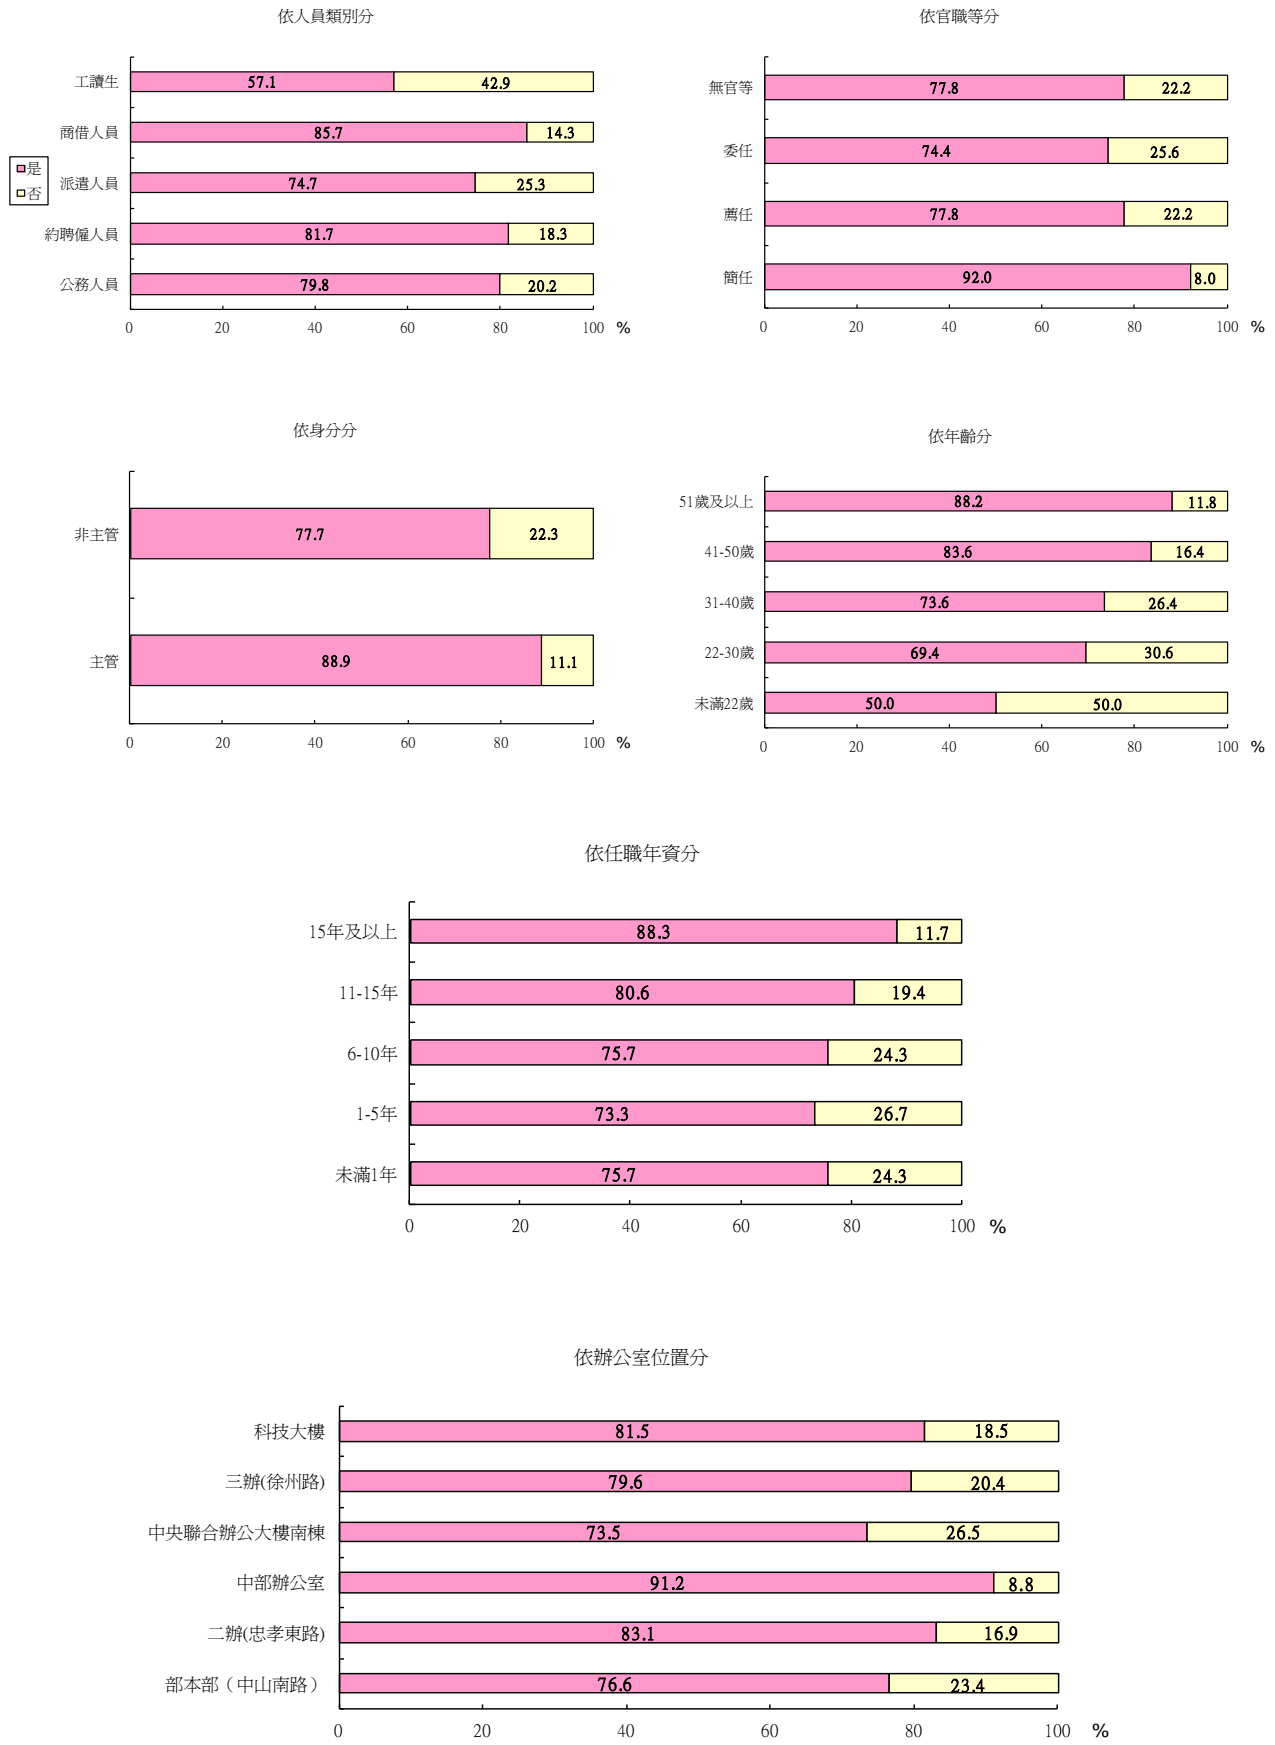 依人員類別分
工讀生 57.1 42.9
商借人員 85.7 14.3
是
否
派遣人員 74.7 25.3
約聘僱人員 81.7 18.3
公務人員 79.8 20.2
0 20 40 60 80 100 %
依官職等分
無官等 77.8 22.2
委任 74.4 25.6
薦任 77.8 22.2
簡任 92.0 8.0
0 20 40 60 80 100 %
依身分分
非主管 77.7 22.3
主管 88.9 11.1
0 20 40 60 80 100 %
依年齡分
51歲及以上 88.2 11.8
41-50歲 83.6 16.4
31-40歲 73.6 26.4
22-30歲 69.4 30.6
未滿22歲 50.0 50.0
0 20 40 60 80 100 %
依任職年資分
15年及以上 88.3 11.7
11-15年 80.6 19.4
6-10年 75.7 24.3
1-5年 73.3 26.7
未滿1年 75.7 24.3
0 20 40 60 80 100 %
依辦公室位置分
科技大樓 81.5 18.5
三辦(徐州路) 79.6 20.4
中央聯合辦公大樓南棟 73.5 26.5
中部辦公室 91.2 8.8
二辦(忠孝東路) 83.1 16.9
部本部（中山南路） 76.6 23.4
0 20 40 60 80 100 %